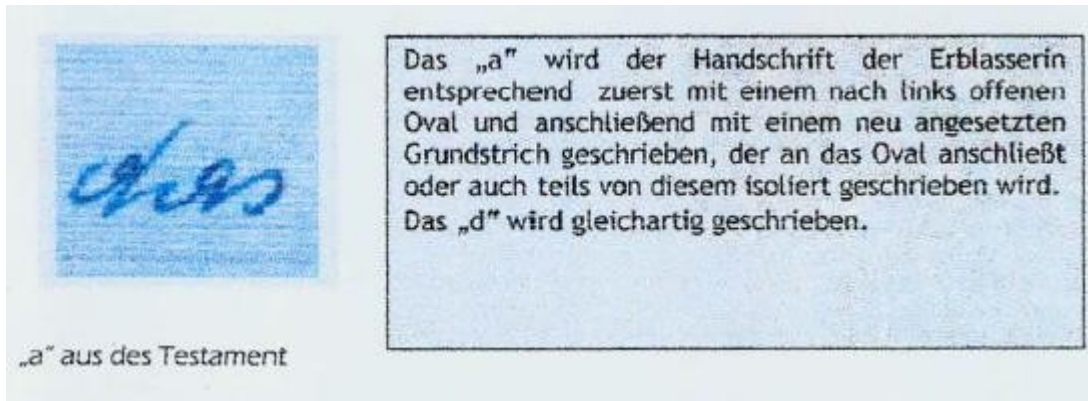 das
Das „a" wird der Handschrift der Erblasserin
entsprechend zuerst mit einem nach links offenen
Oval und anschließend mit einem neu angesetzten
Grundstrich geschrieben, der an das Oval anschließt
oder auch teils von diesem isoliert geschrieben wird.
Das „d" wird gleichartig geschrieben.
„a" aus des Testament